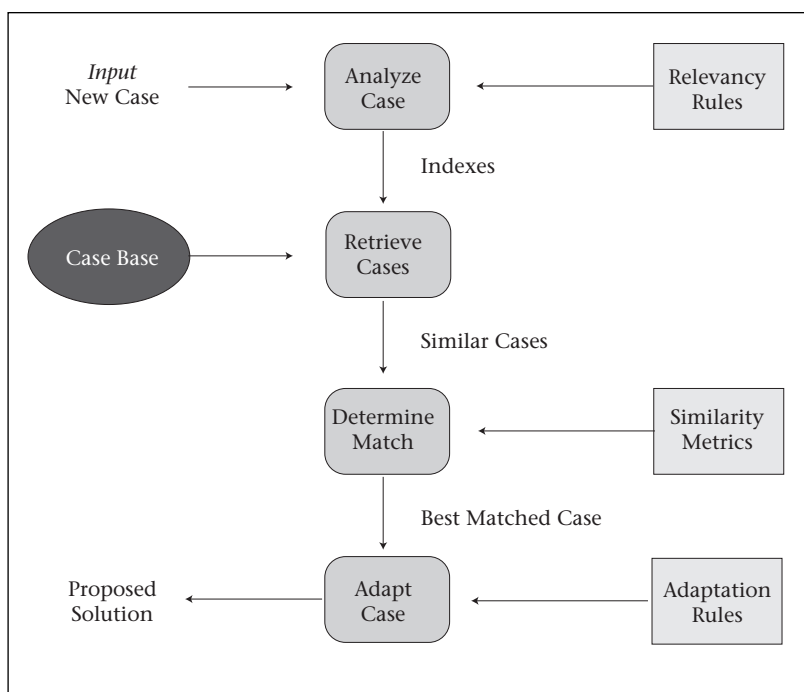 Input
New Case
Analyze
Case
Relevancy
Rules
Indexes
Case Base
Retrieve
Cases
Similar Cases
Determine
Match
Similarity
Metrics
Best Matched Case
Proposed
Solution
Adapt
Case
Adaptation
Rules